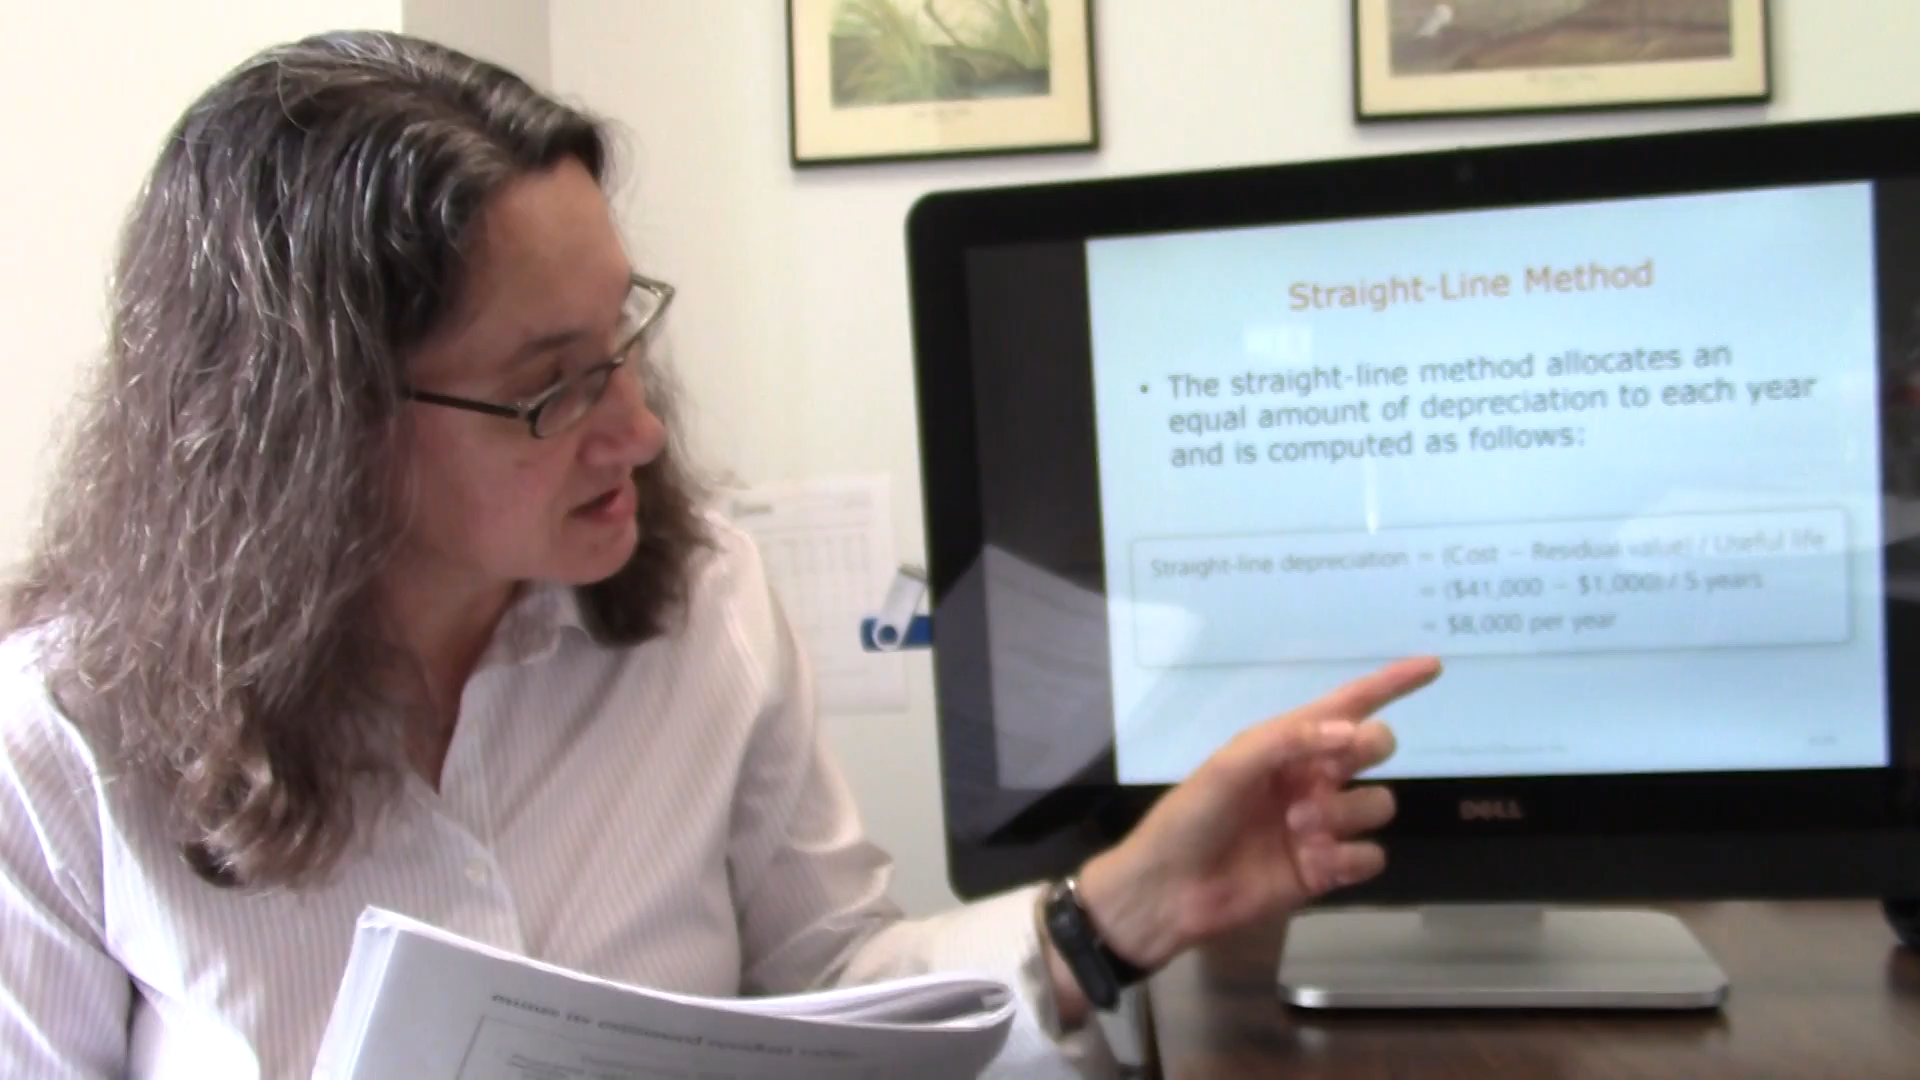 Straight-Line Method
• The straight-line method allocates an
equal amount of depreciation to each year
and is computed as follows:
Straight-line depreciation = (Cost − Residual value) / Useful life
= ($41,000 − $1,000) / 5 years
= $8,000 per year
DELL